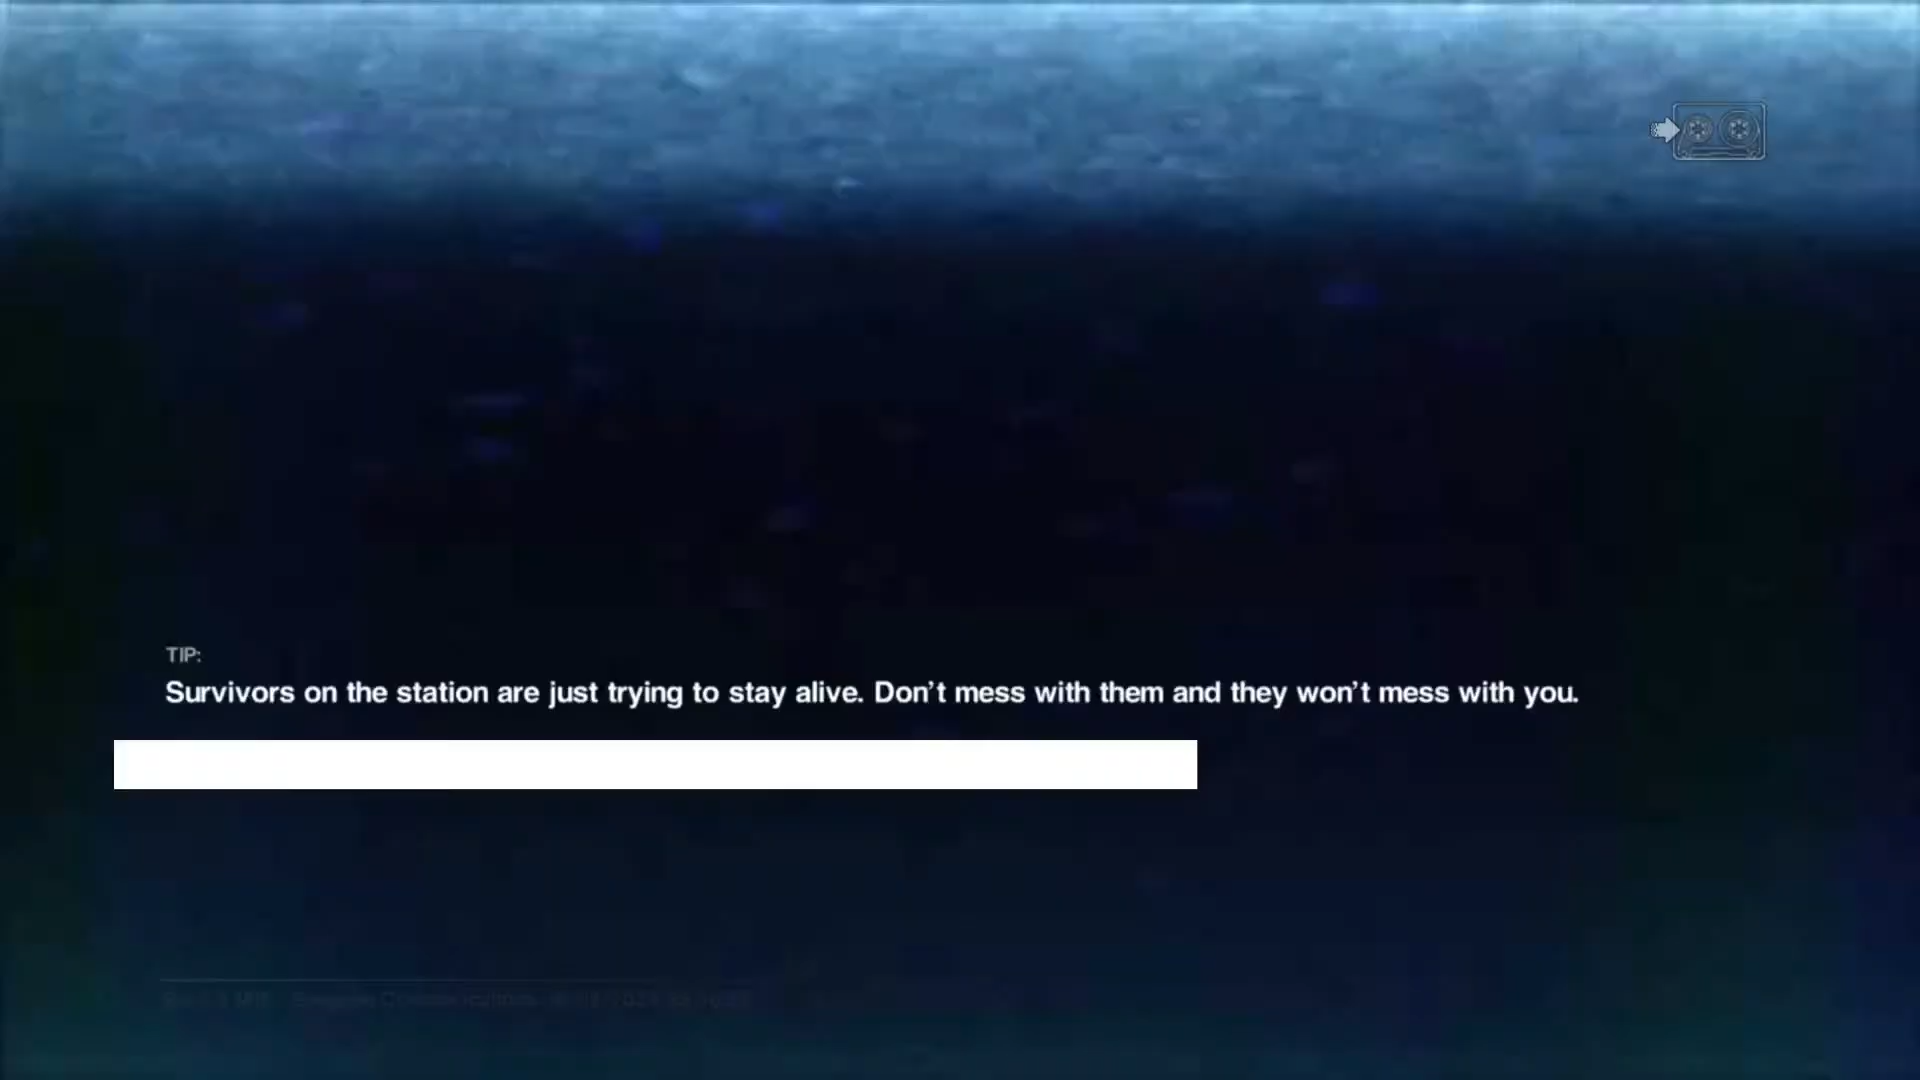 TIP:
Survivors on the station are just trying to stay alive. Don’t mess with them and they won’t mess with you.